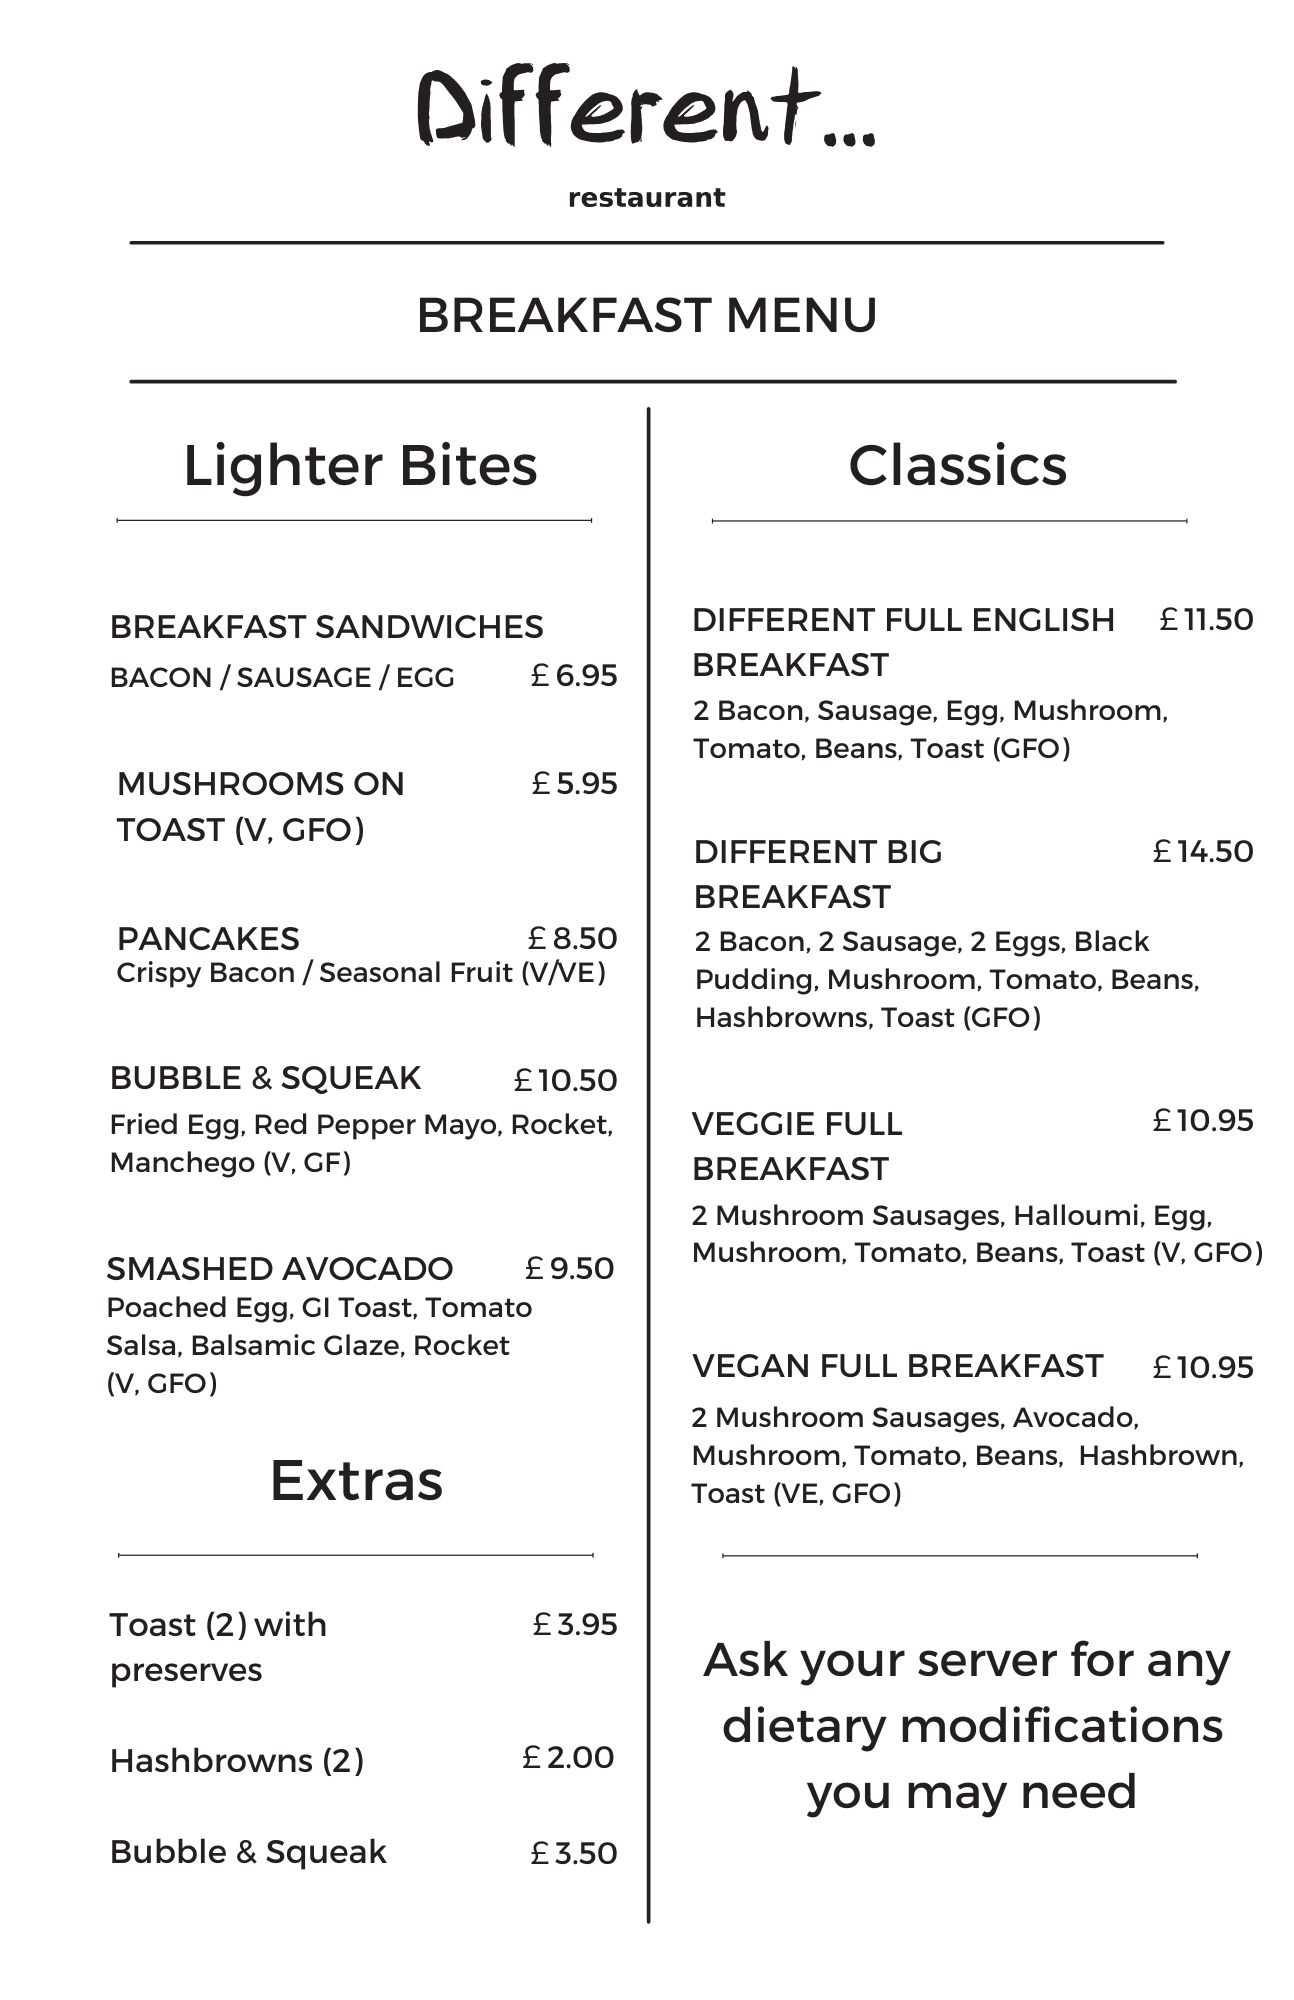 Different...
restaurant
BREAKFAST MENU
Lighter Bites
BREAKFAST SANDWICHES
BACON / SAUSAGE / EGG £6.95
MUSHROOMS ON £5.95
TOAST (V, GFO)
PANCAKES £8.50
Crispy Bacon / Seasonal Fruit (V/VE)
BUBBLE & SQUEAK £10.50
Fried Egg, Red Pepper Mayo, Rocket,
Manchego (V, GF)
SMASHED AVOCADO £9.50
Poached Egg, GI Toast, Tomato
Salsa, Balsamic Glaze, Rocket
(V, GFO)
Extras
Toast (2) with £3.95
preserves
Hashbrowns (2) £2.00
Bubble & Squeak £3.50
Classics
DIFFERENT FULL ENGLISH £11.50
BREAKFAST
2 Bacon, Sausage, Egg, Mushroom,
Tomato, Beans, Toast (GFO)
DIFFERENT BIG £14.50
BREAKFAST
2 Bacon, 2 Sausage, 2 Eggs, Black
Pudding, Mushroom, Tomato, Beans,
Hashbrowns, Toast (GFO)
VEGGIE FULL £10.95
BREAKFAST
2 Mushroom Sausages, Halloumi, Egg,
Mushroom, Tomato, Beans, Toast (V, GFO)
VEGAN FULL BREAKFAST £10.95
2 Mushroom Sausages, Avocado,
Mushroom, Tomato, Beans, Hashbrown,
Toast (VE, GFO)
Ask your server for any
dietary modifications
you may need